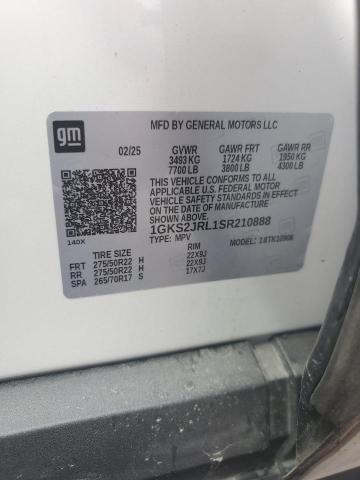 gm
MFD BY GENERAL MOTORS LLC
02/25 GVWR GAWR FRT GAWR RR
3493 KG 1724 KG 1950 KG
7700 LB 3800 LB 4300 LB
THIS VEHICLE CONFORMS TO ALL
APPLICABLE U.S. FEDERAL MOTOR
VEHICLE SAFETY STANDARDS IN
EFFECT ON THE DATE OF
MANUFACTURE SHOWN ABOVE.
1GKS2JRL1SR210888
140X TYPE: MPV MODEL:
TIRE SIZE RIM
FRT 275/50R22 H 22X9J
RR 275/50R22 H 22X9J
SPA 265/70R17 S 17X7J